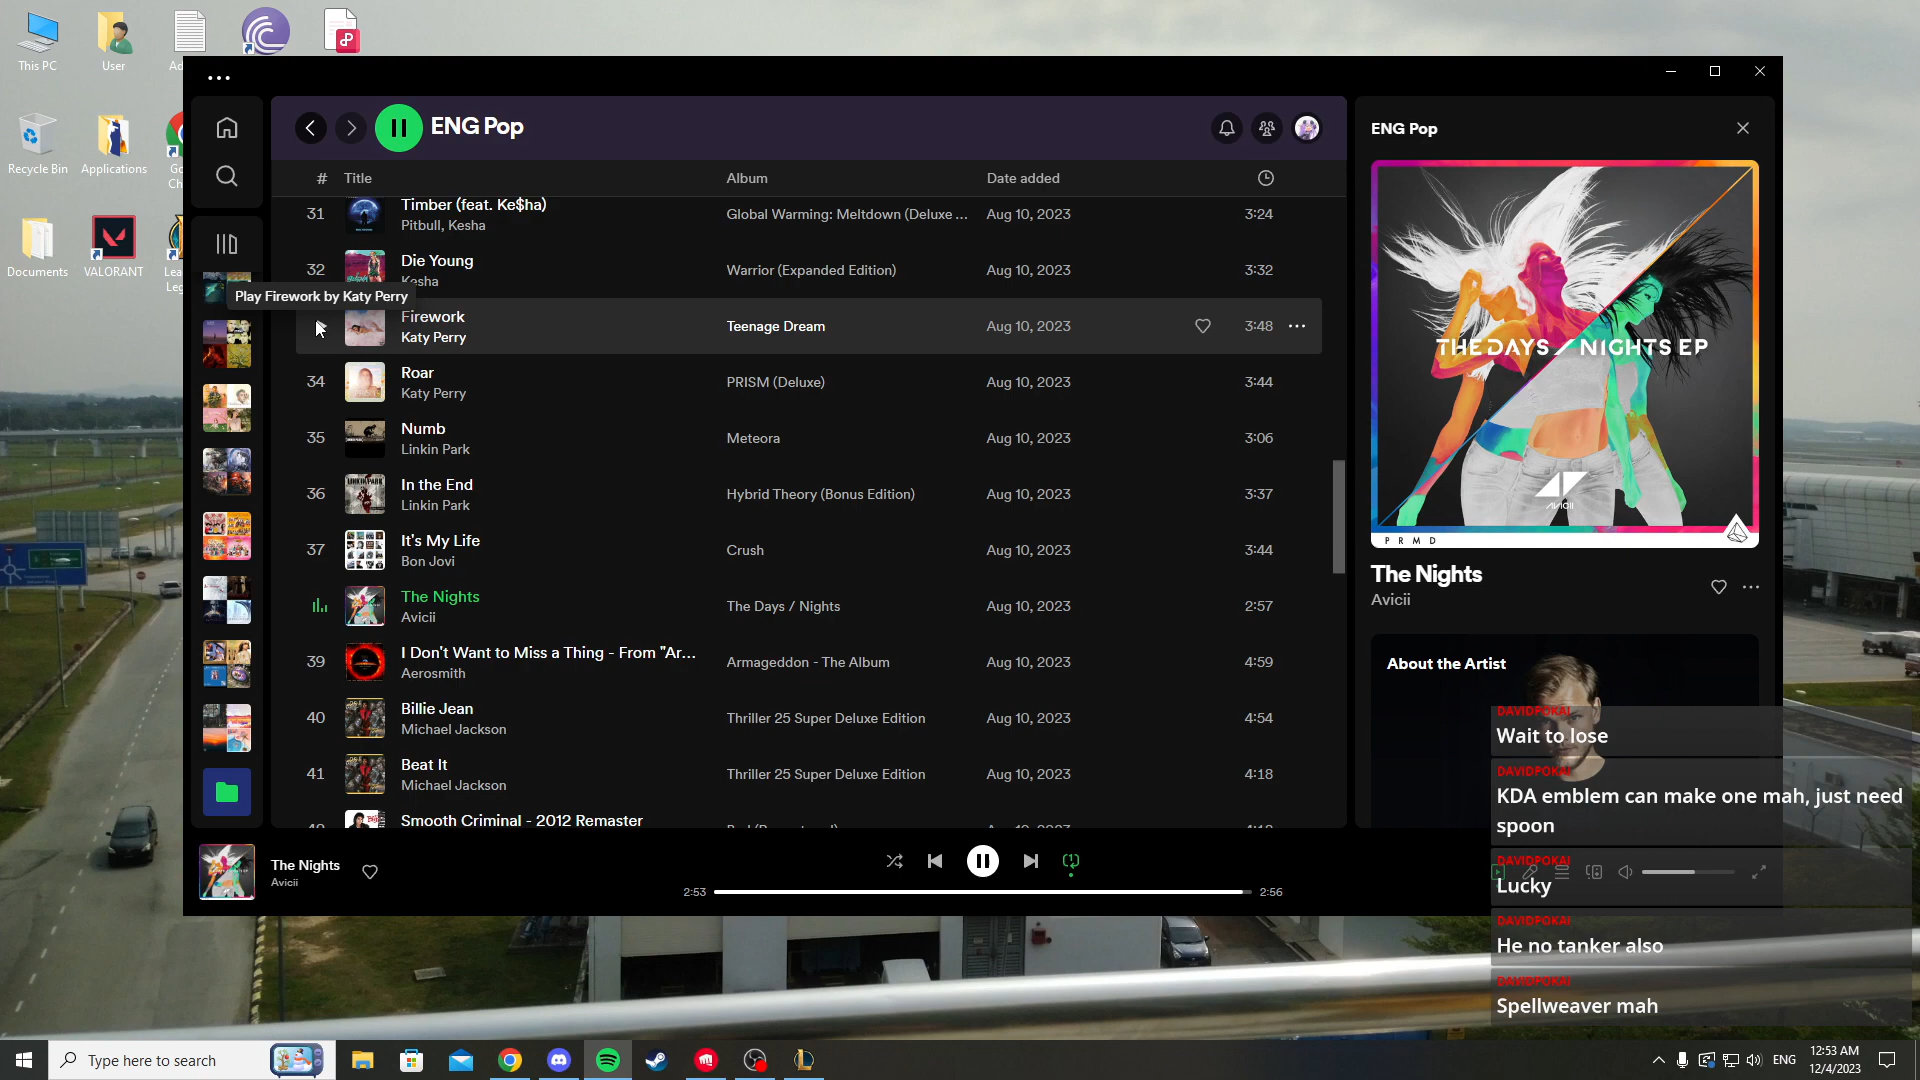 This PC
User
Recycle Bin
Applications
Documents
VALORANT
ENG Pop
#
Title
Album
Date added
31
Timber (feat. Ke$ha)
Pitbull, Kesha
Global Warming: Meltdown (Deluxe ...
Aug 10, 2023
3:24
32
Die Young
Kesha
Warrior (Expanded Edition)
Aug 10, 2023
3:32
Play Firework by Katy Perry
Firework
Katy Perry
Teenage Dream
Aug 10, 2023
3:48
34
Roar
Katy Perry
PRISM (Deluxe)
Aug 10, 2023
3:44
35
Numb
Linkin Park
Meteora
Aug 10, 2023
3:06
36
In the End
Linkin Park
Hybrid Theory (Bonus Edition)
Aug 10, 2023
3:37
37
It's My Life
Bon Jovi
Crush
Aug 10, 2023
3:44
The Nights
Avicii
The Days / Nights
Aug 10, 2023
2:57
39
I Don't Want to Miss a Thing - From "Ar...
Aerosmith
Armageddon - The Album
Aug 10, 2023
4:59
40
Billie Jean
Michael Jackson
Thriller 25 Super Deluxe Edition
Aug 10, 2023
4:54
41
Beat It
Michael Jackson
Thriller 25 Super Deluxe Edition
Aug 10, 2023
4:18
Smooth Criminal - 2012 Remaster
ENG Pop
THE DAYS / NIGHTS EP
AVICII
PRMD
The Nights
Avicii
About the Artist
DAVIDPOKAI
Wait to lose
DAVIDPOKAI
KDA emblem can make one mah, just need
spoon
DAVIDPOKAI
Lucky
DAVIDPOKAI
He no tanker also
DAVIDPOKAI
Spellweaver mah
The Nights
Avicii
2:53
2:56
Type here to search
ENG
12:53 AM
12/4/2023